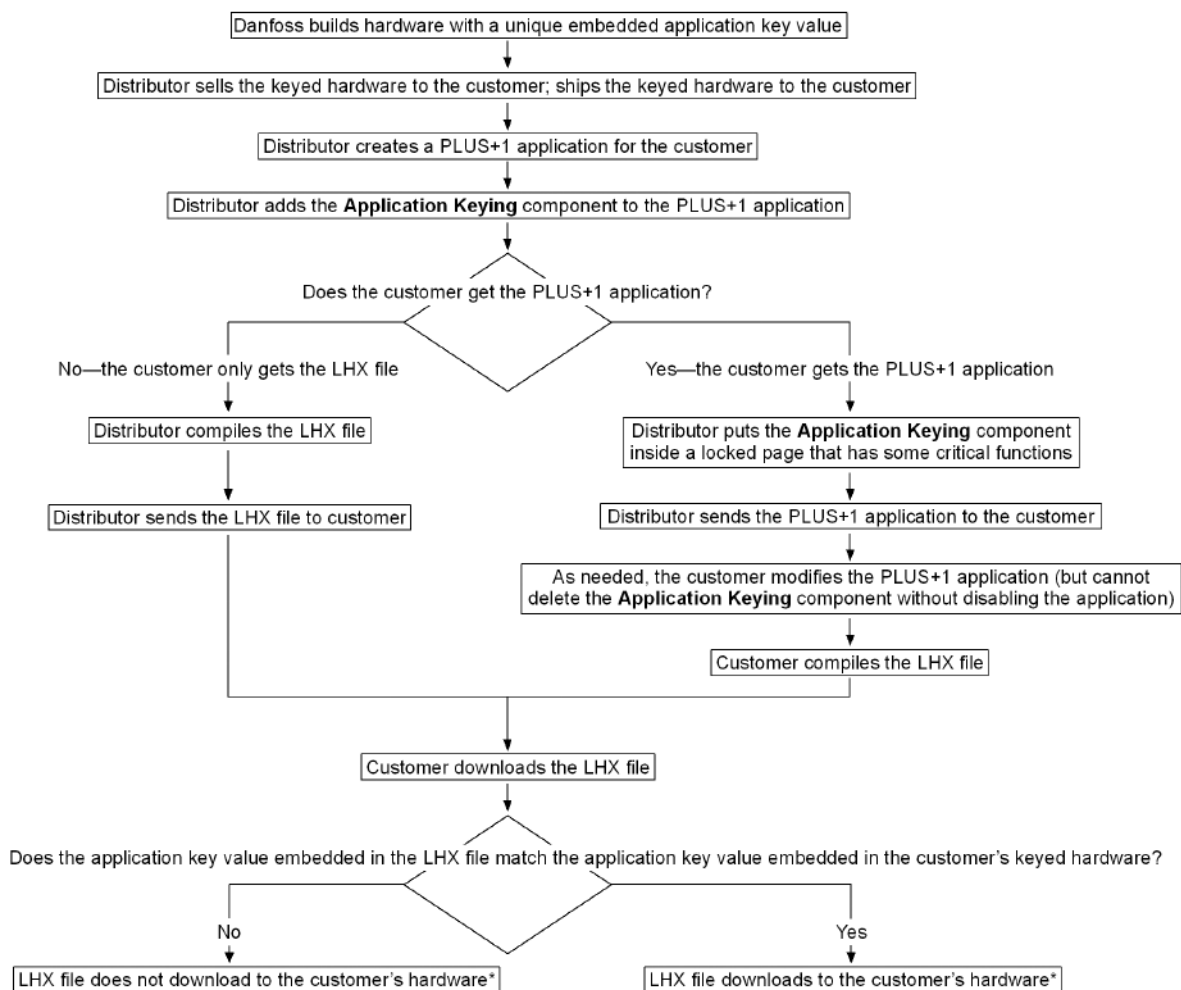 Danfoss builds hardware with a unique embedded application key value
Distributor sells the keyed hardware to the customer; ships the keyed hardware to the customer
Distributor creates a PLUS+1 application for the customer
Distributor adds the Application Keying component to the PLUS+1 application
Does the customer get the PLUS+1 application?
No—the customer only gets the LHX file
Distributor compiles the LHX file
Distributor sends the LHX file to customer
Yes—the customer gets the PLUS+1 application
Distributor puts the Application Keying component
inside a locked page that has some critical functions
Distributor sends the PLUS+1 application to the customer
As needed, the customer modifies the PLUS+1 application (but cannot
delete the Application Keying component without disabling the application)
Customer compiles the LHX file
Customer downloads the LHX file
Does the application key value embedded in the LHX file match the application key value embedded in the customer's keyed hardware?
No
LHX file does not download to the customer's hardware*
Yes
LHX file downloads to the customer's hardware*